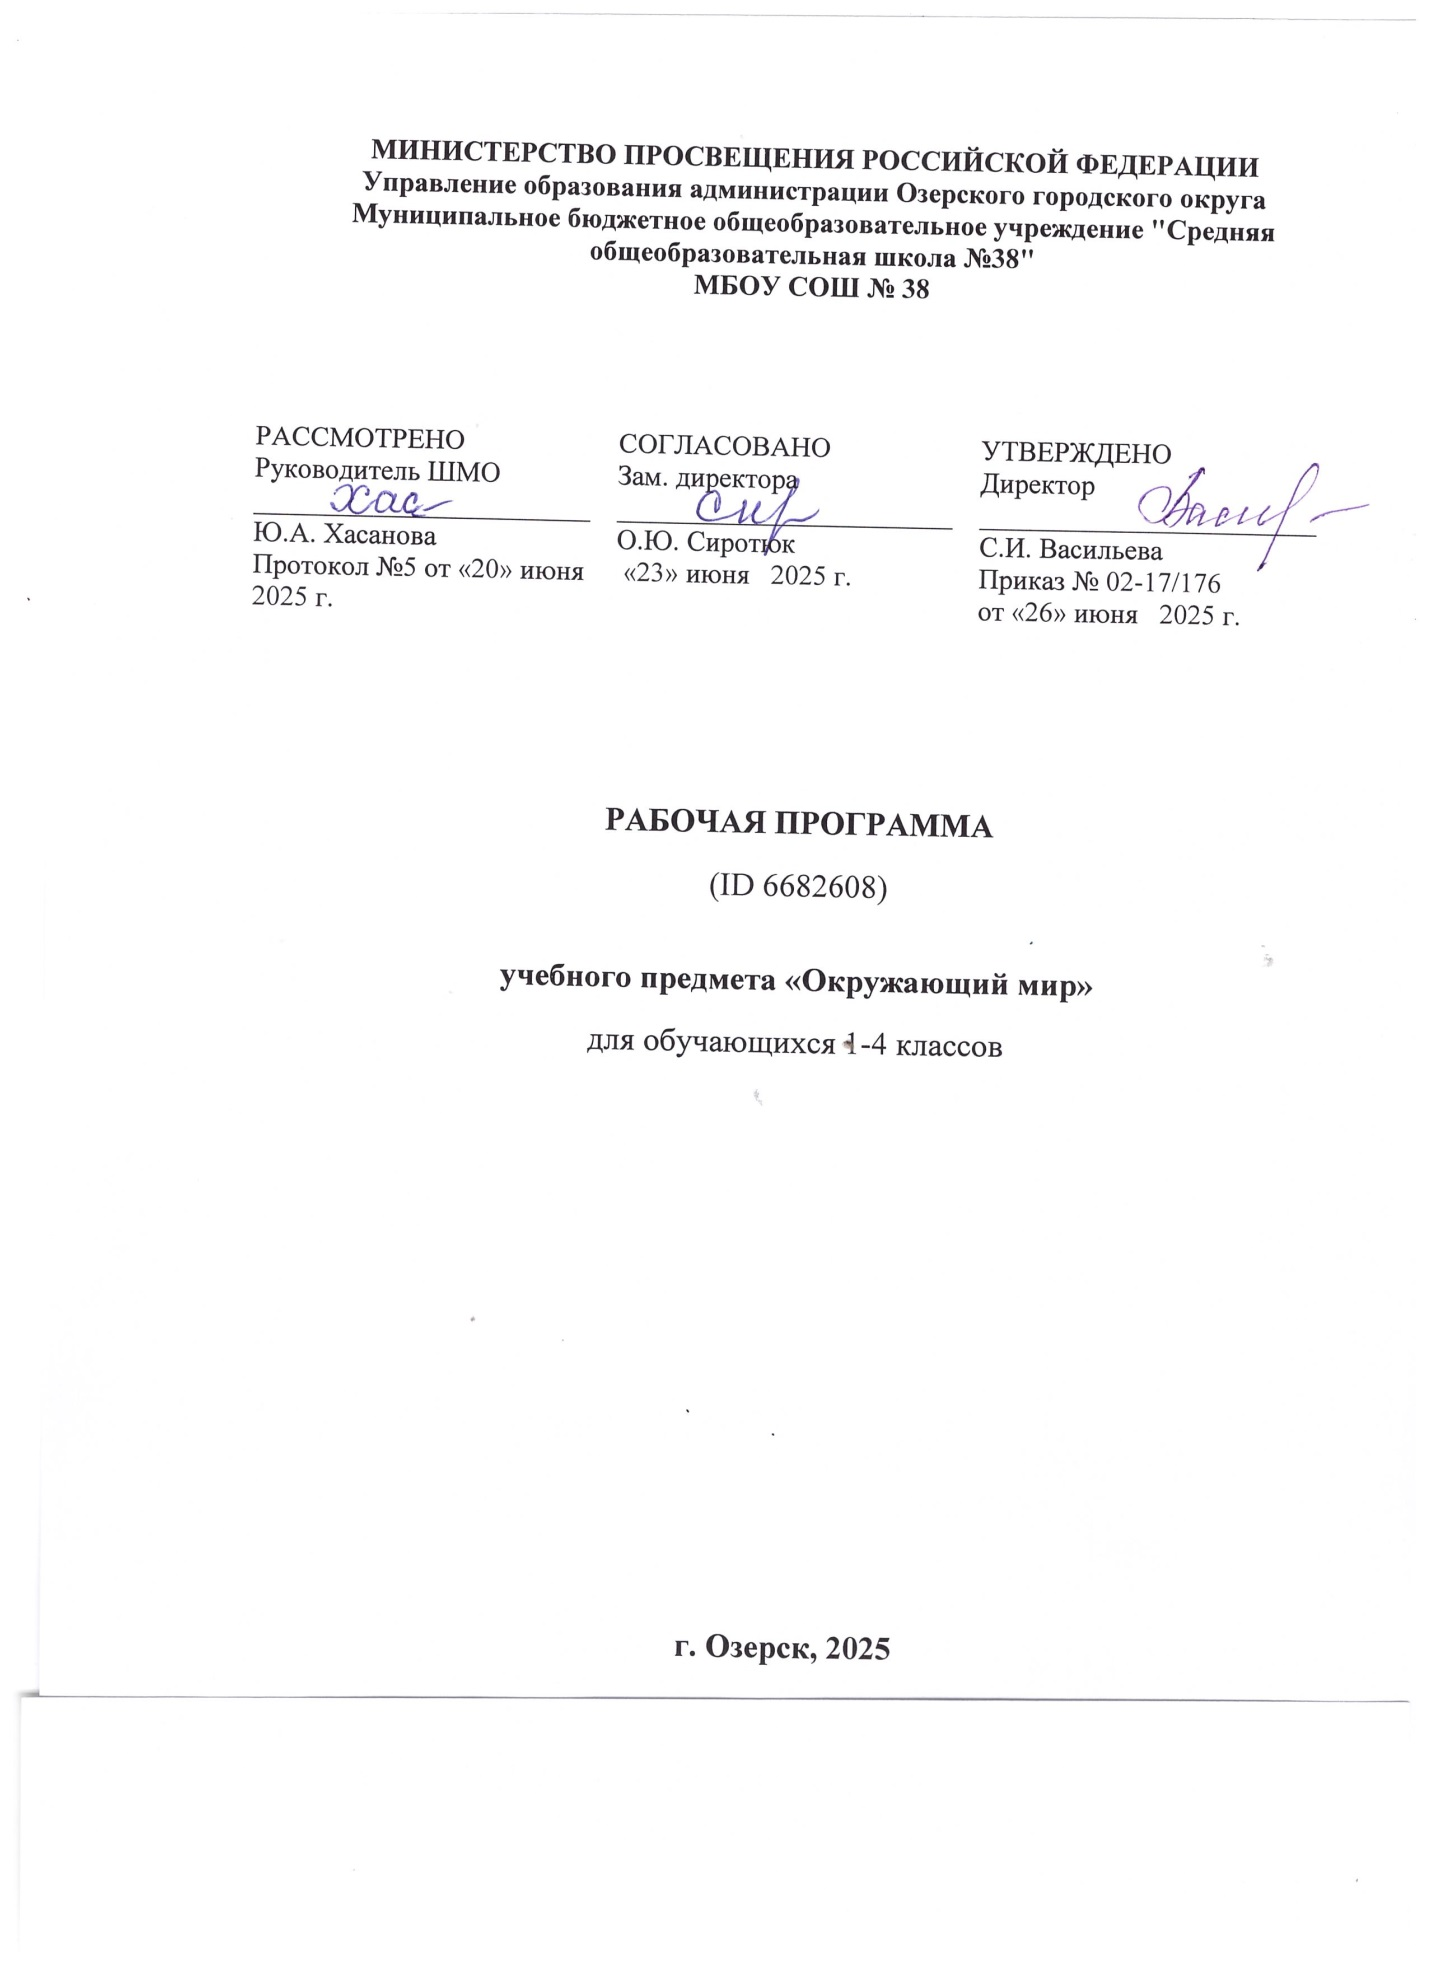 МИНИСТЕРСТВО ПРОСВЕЩЕНИЯ РОССИЙСКОЙ ФЕДЕРАЦИИ
Управление образования администрации Озерского городского округа
Муниципальное бюджетное общеобразовательное учреждение "Средняя
общеобразовательная школа №38"
МБОУ СОШ № 38
РАССМОТРЕНО
Руководитель ШМО
Хас
Ю.А. Хасанова
Протокол №5 от «20» июня
2025 г.
СОГЛАСОВАНО
Зам. директора
Сир
О.Ю. Сиротюк
«23» июня 2025 г.
УТВЕРЖДЕНО
Директор
Васил
С.И. Васильева
Приказ № 02-17/176
от «26» июня 2025 г.
РАБОЧАЯ ПРОГРАММА
(ID 6682608)
учебного предмета «Окружающий мир»
для обучающихся 1-4 классов
г. Озерск, 2025